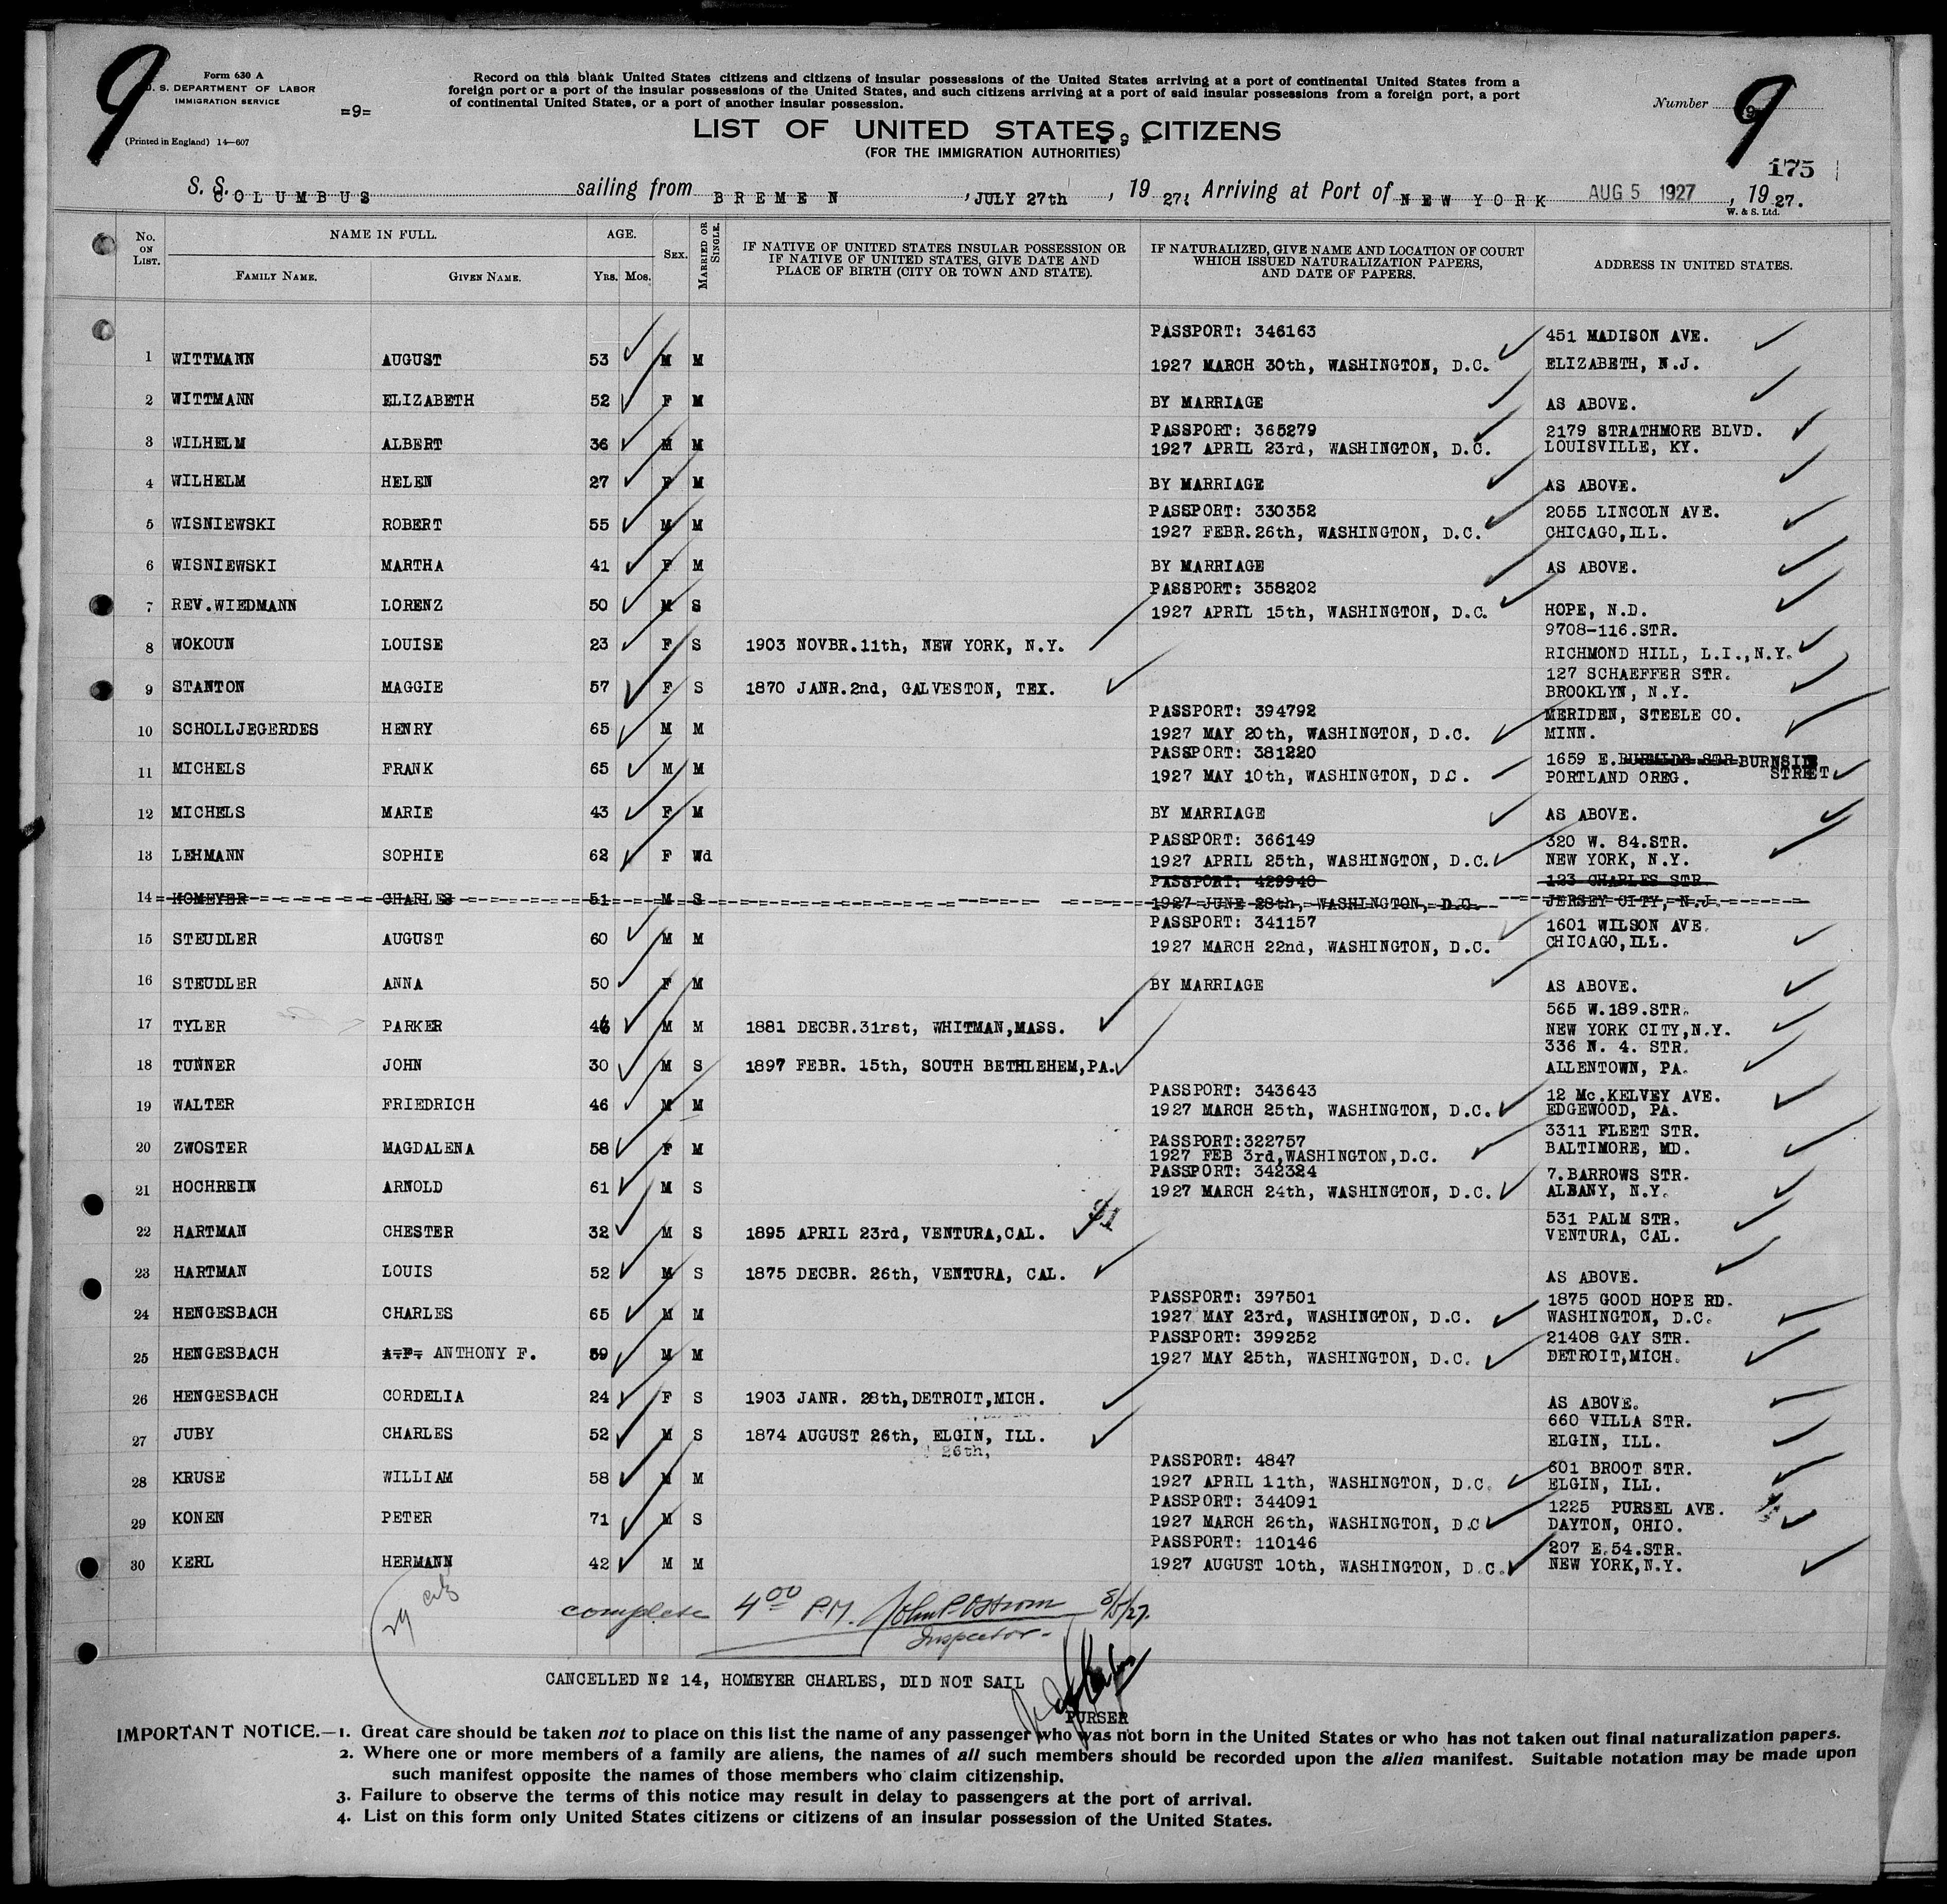 9
Form 630 A
U. S. DEPARTMENT OF LABOR
IMMIGRATION SERVICE
(Printed in England) 14—607
=9=
Record on this blank United States citizens and citizens of insular possessions of the United States arriving at a port of continental United States from a
foreign port or a port of the insular possessions of the United States, and such citizens arriving at a port of said insular possessions from a foreign port, a port
of continental United States, or a port of another insular possession.
LIST OF UNITED STATES CITIZENS
(FOR THE IMMIGRATION AUTHORITIES)
Number 9
9
175
S. S. COLUMBUS sailing from BREMEN, JULY 27th, 1927. Arriving at Port of NEW YORK AUG 5 1927, 1927.
W. & S. Ltd.
No. ON LIST. NAME IN FULL. AGE. SEX. MARRIED OR SINGLE. IF NATIVE OF UNITED STATES INSULAR POSSESSION OR IF NATIVE OF UNITED STATES, GIVE DATE AND PLACE OF BIRTH (CITY OR TOWN AND STATE). IF NATURALIZED, GIVE NAME AND LOCATION OF COURT WHICH ISSUED NATURALIZATION PAPERS, AND DATE OF PAPERS. ADDRESS IN UNITED STATES.
FAMILY NAME. GIVEN NAME. YRS. MOS.
PASSPORT: 346163 451 MADISON AVE.
1 WITTMANN AUGUST 53 M M 1927 MARCH 30th, WASHINGTON, D.C. ELIZABETH, N.J.
2 WITTMANN ELIZABETH 52 F M BY MARRIAGE AS ABOVE.
PASSPORT: 365279 2179 STRATHMORE BLVD.
3 WILHELM ALBERT 36 M M 1927 APRIL 23rd, WASHINGTON, D.C. LOUISVILLE, KY.
4 WILHELM HELEN 27 F M BY MARRIAGE AS ABOVE.
PASSPORT: 330352 2055 LINCOLN AVE.
5 WISNIEWSKI ROBERT 55 M M 1927 FEBR.26th, WASHINGTON, D.C. CHICAGO,ILL.
6 WISNIEWSKI MARTHA 41 F M BY MARRIAGE AS ABOVE.
PASSPORT: 358202
7 REV.WIEDMANN LORENZ 50 M S 1927 APRIL 15th, WASHINGTON, D.C. HOPE, N.D.
9708-116.STR.
8 WOKOUN LOUISE 23 F S 1903 NOVBR.11th, NEW YORK, N.Y. RICHMOND HILL, L.I.,N.Y.
127 SCHAEFFER STR.
9 STANTON MAGGIE 57 F S 1870 JANR.2nd, GALVESTON, TEX. BROOKLYN, N.Y.
PASSPORT: 394792 MERIDEN, STEELE CO.
10 SCHOLLJEGERDES HENRY 65 M M 1927 MAY 20th, WASHINGTON, D.C. MINN.
PASSPORT: 381220 1659 E. BURNSIDE STREET
11 MICHELS FRANK 65 M M 1927 MAY 10th, WASHINGTON, D.C. PORTLAND OREG.
12 MICHELS MARIE 43 F M BY MARRIAGE AS ABOVE.
PASSPORT: 366149 320 W. 84.STR.
13 LEHMANN SOPHIE 62 F Wd 1927 APRIL 25th, WASHINGTON, D.C. NEW YORK, N.Y.
PASSPORT: 429940 123 CHARLES STR
14 HOMEYER CHARLES 51 M S 1927 JUNE 28th, WASHINGTON, D.C. JERSEY CITY, N.J.
PASSPORT: 341157 1601 WILSON AVE.
15 STEUDLER AUGUST 60 M M 1927 MARCH 22nd, WASHINGTON, D.C. CHICAGO,ILL.
16 STEUDLER ANNA 50 F M BY MARRIAGE AS ABOVE.
565 W.189.STR.
17 TYLER PARKER 46 M M 1881 DECBR.31rst, WHITMAN,MASS. NEW YORK CITY,N.Y.
336 N. 4. STR.
18 TUNNER JOHN 30 M S 1897 FEBR. 15th, SOUTH BETHLEHEM,PA. ALLENTOWN, PA.
PASSPORT: 343643 12 Mc.KELVEY AVE.
19 WALTER FRIEDRICH 46 M M 1927 MARCH 25th, WASHINGTON, D.C. EDGEWOOD, PA.
PASSPORT:322757 3311 FLEET STR.
20 ZWOSTER MAGDALENA 58 F M 1927 FEB 3rd,WASHINGTON,D.C. BALTIMORE, MD.
PASSPORT: 342324 7.BARROWS STR.
21 HOCHREIN ARNOLD 61 M S 1927 MARCH 24th, WASHINGTON, D.C. ALBANY, N.Y.
531 PALM STR.
22 HARTMAN CHESTER 32 M S 1895 APRIL 23rd, VENTURA,CAL. VENTURA, CAL.
23 HARTMAN LOUIS 52 M S 1875 DECBR. 26th, VENTURA, CAL. AS ABOVE.
PASSPORT: 397501 1875 GOOD HOPE RD.
24 HENGESBACH CHARLES 65 M M 1927 MAY 23rd, WASHINGTON, D.C. WASHINGTON, D.C.
PASSPORT: 399252 21408 GAY STR.
25 HENGESBACH A.F. ANTHONY F. 59 M M 1927 MAY 25th, WASHINGTON, D.C. DETROIT,MICH.
26 HENGESBACH CORDELIA 24 F S 1903 JANR. 28th,DETROIT,MICH. AS ABOVE.
660 VILLA STR.
27 JUBY CHARLES 52 M S 1874 AUGUST 26th, ELGIN, ILL. ELGIN, ILL.
26th,
PASSPORT: 4847 601 BROOT STR.
28 KRUSE WILLIAM 58 M M 1927 APRIL 11th, WASHINGTON, D.C. ELGIN, ILL.
PASSPORT: 344091 1225 PURSEL AVE.
29 KONEN PETER 71 M S 1927 MARCH 26th, WASHINGTON, D.C DAYTON, OHIO.
PASSPORT: 110146 207 E.54.STR.
30 KERL HERMANN 42 M M 1927 AUGUST 10th, WASHINGTON, D.C. NEW YORK,N.Y.
29 citz
complete 4 00 P.M. John P. Ostrom 8/5/27.
Inspector.
CANCELLED Nº 14, HOMEYER CHARLES, DID NOT SAIL
PURSER
IMPORTANT NOTICE.—1. Great care should be taken not to place on this list the name of any passenger who was not born in the United States or who has not taken out final naturalization papers.
2. Where one or more members of a family are aliens, the names of all such members should be recorded upon the alien manifest. Suitable notation may be made upon
such manifest opposite the names of those members who claim citizenship.
3. Failure to observe the terms of this notice may result in delay to passengers at the port of arrival.
4. List on this form only United States citizens or citizens of an insular possession of the United States.